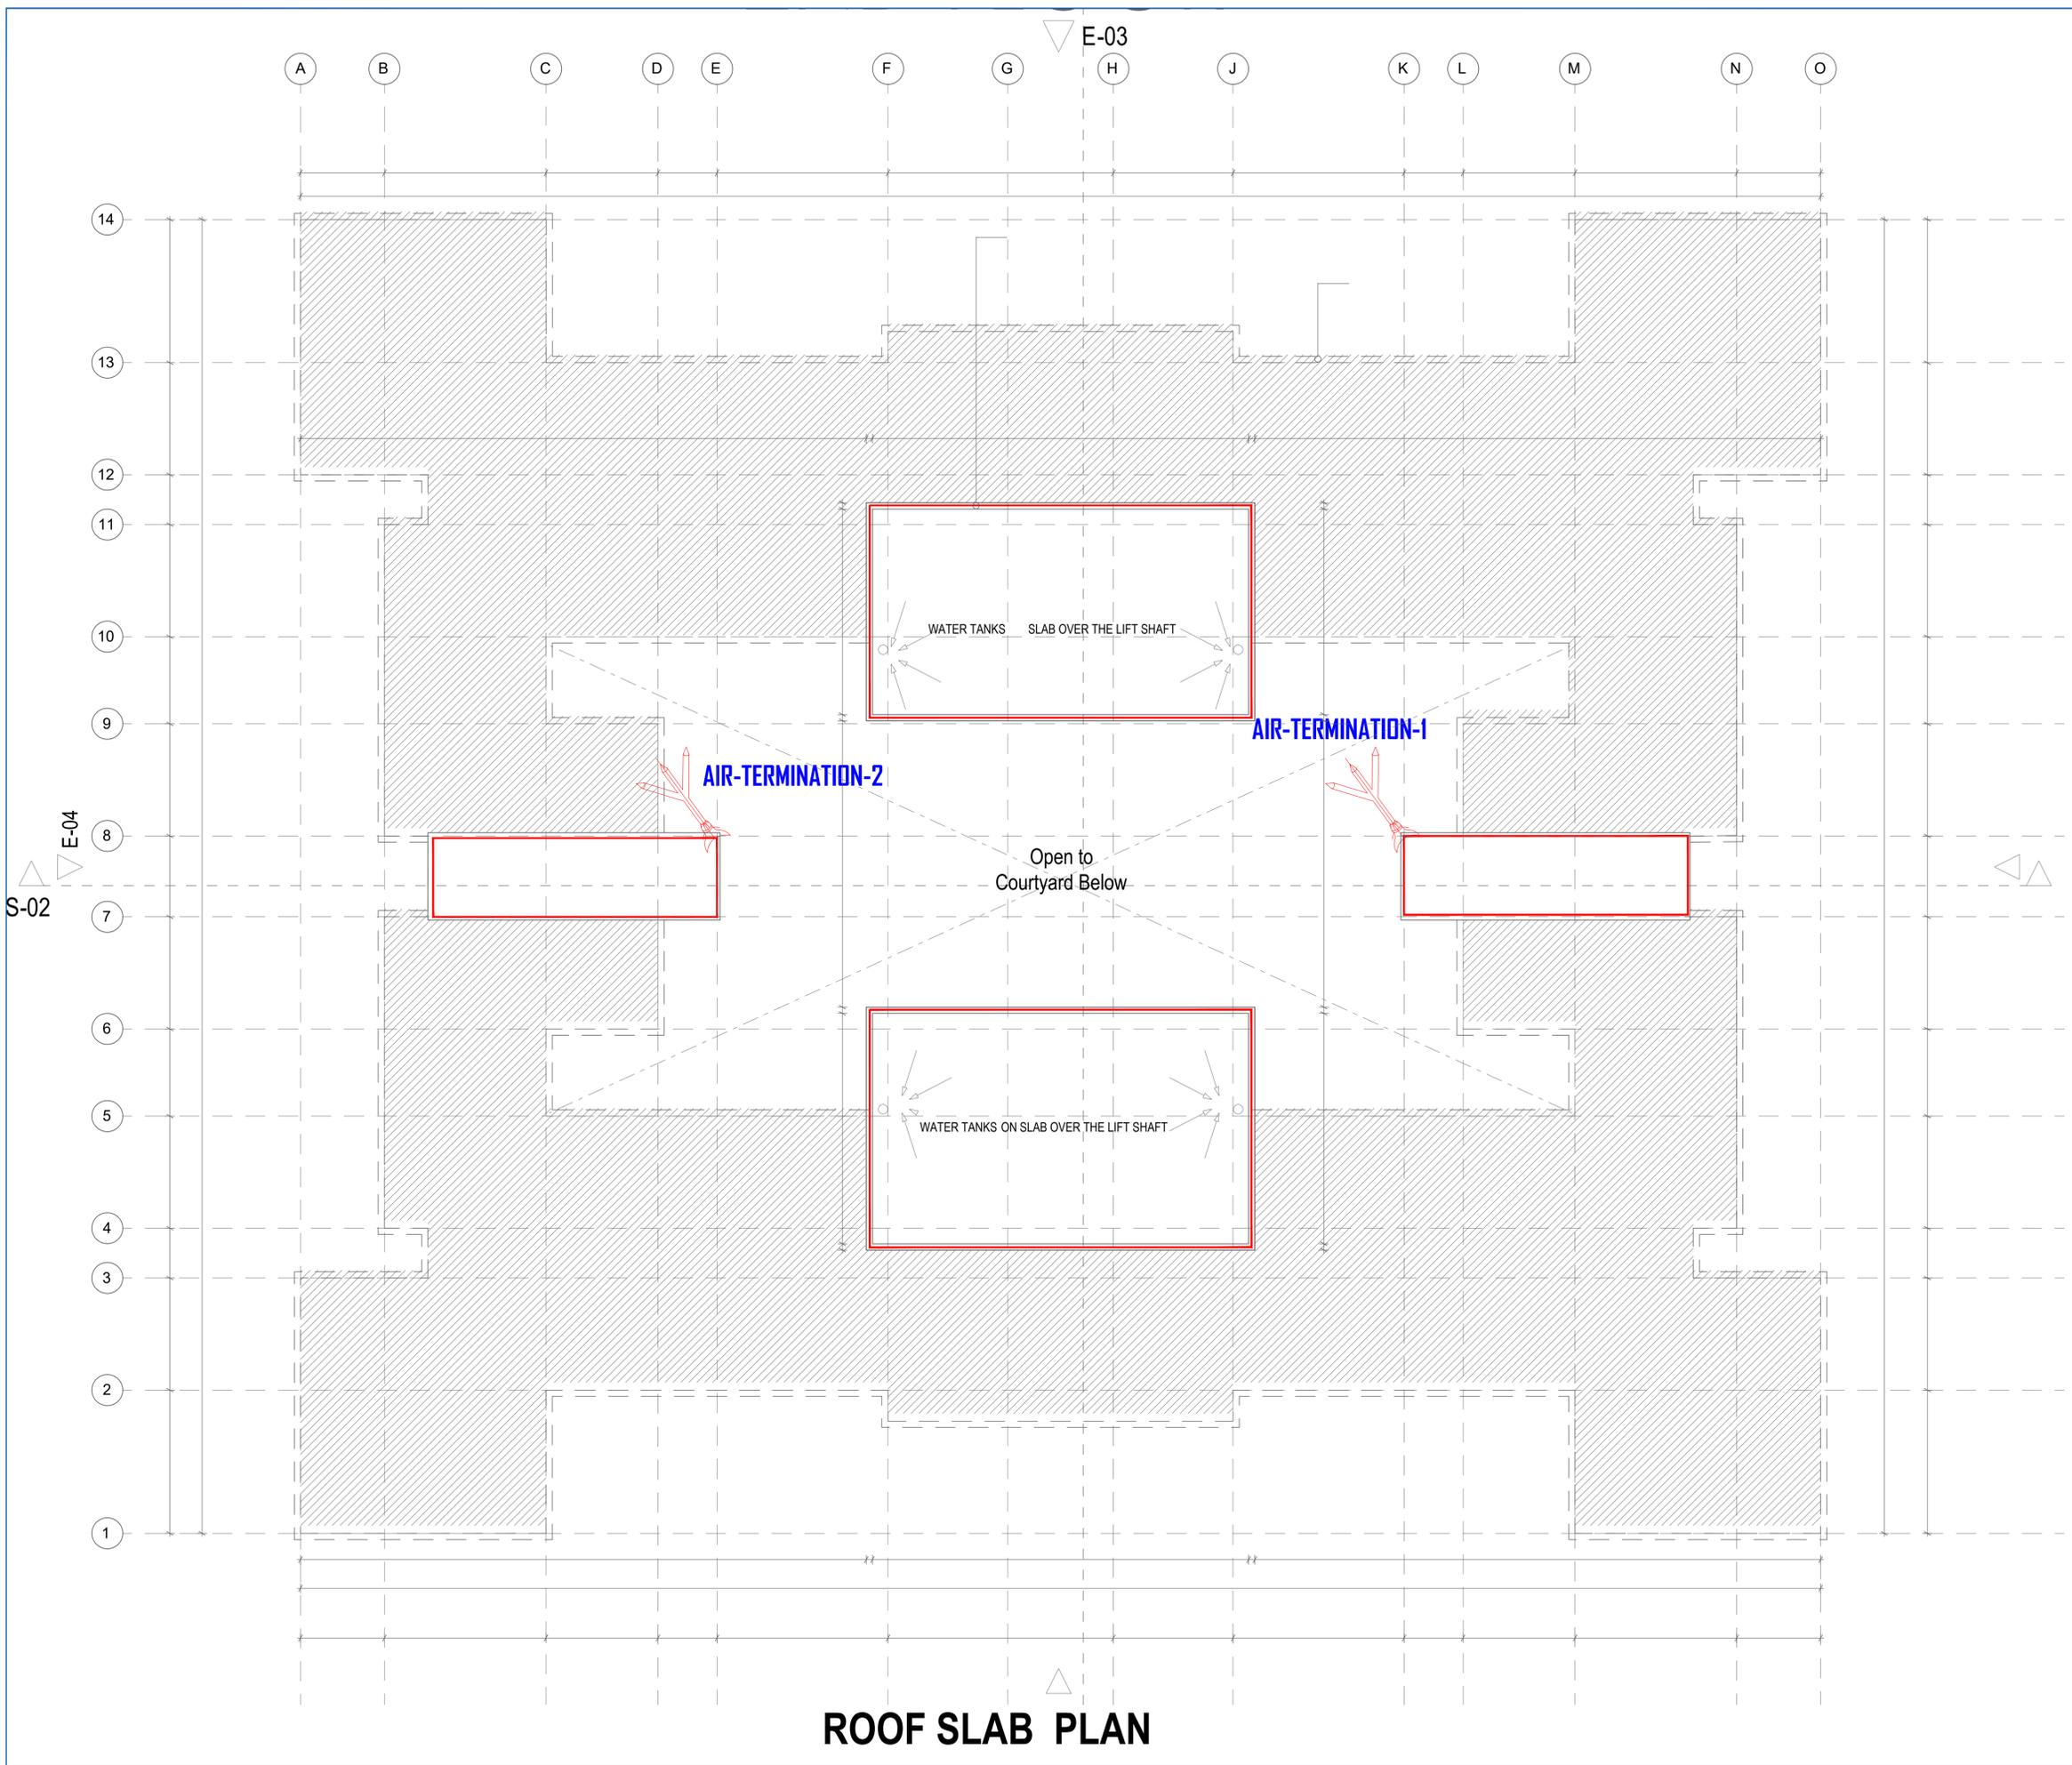 E-03
A B C D E F G H J K L M N O
14
13
12
11
10
WATER TANKS SLAB OVER THE LIFT SHAFT
9
AIR-TERMINATION-1
AIR-TERMINATION-2
E-04
8
Open to
Courtyard Below
S-02
7
6
5
WATER TANKS ON SLAB OVER THE LIFT SHAFT
4
3
2
1
ROOF SLAB PLAN